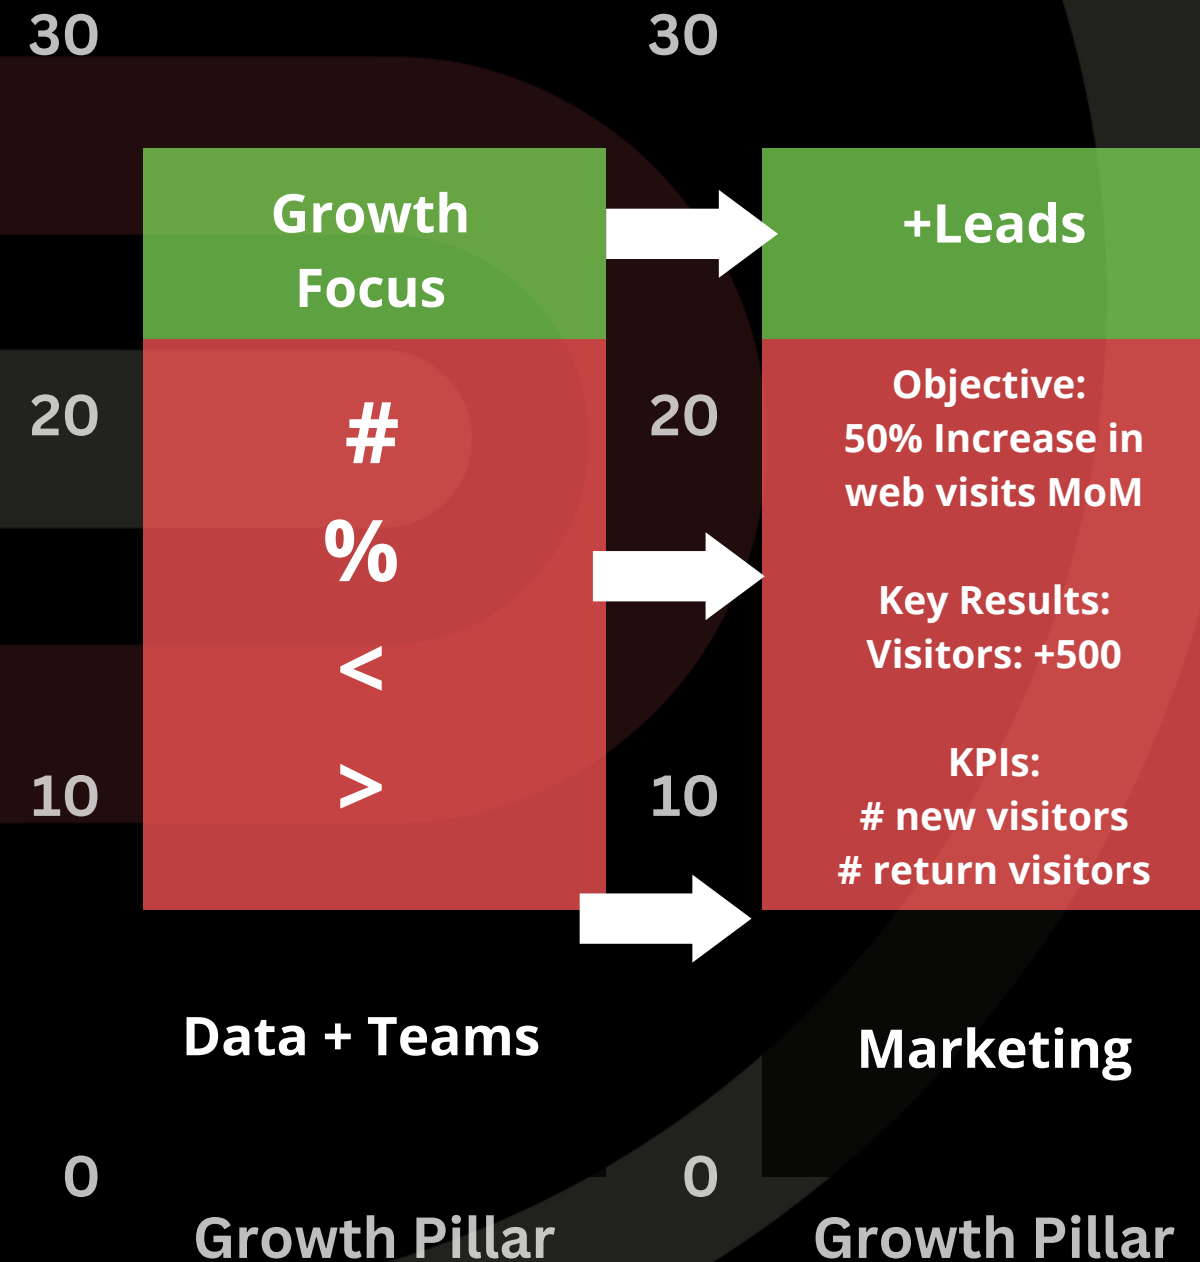 30
20
10
0
Growth
Focus
#
%
<
>
Data + Teams
Growth Pillar
30
20
10
0
+Leads
Objective:
50% Increase in
web visits MoM
Key Results:
Visitors: +500
KPIs:
# new visitors
# return visitors
Marketing
Growth Pillar